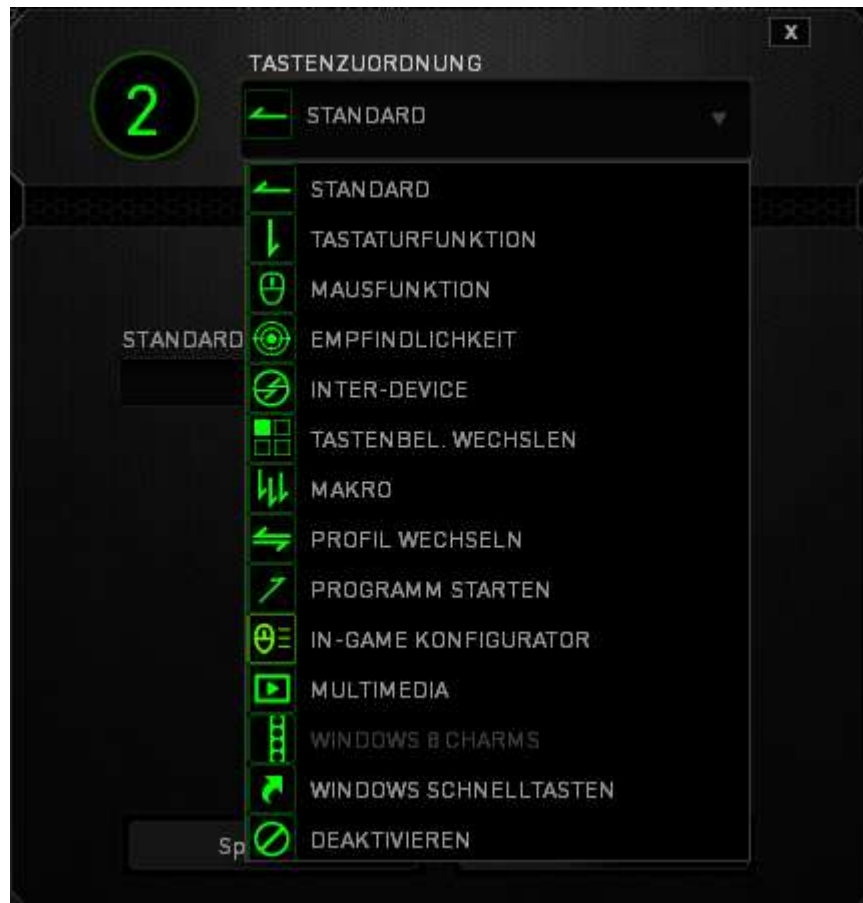 X
2
TASTENZUORDNUNG
STANDARD
STANDARD
TASTATURFUNKTION
MAUSFUNKTION
EMPFINDLICHKEIT
STANDARD
INTER-DEVICE
TASTENBEL. WECHSLEN
MAKRO
PROFIL WECHSELN
PROGRAMM STARTEN
IN-GAME KONFIGURATOR
MULTIMEDIA
WINDOWS 8 CHARMS
WINDOWS SCHNELLTASTEN
DEAKTIVIEREN
Sp